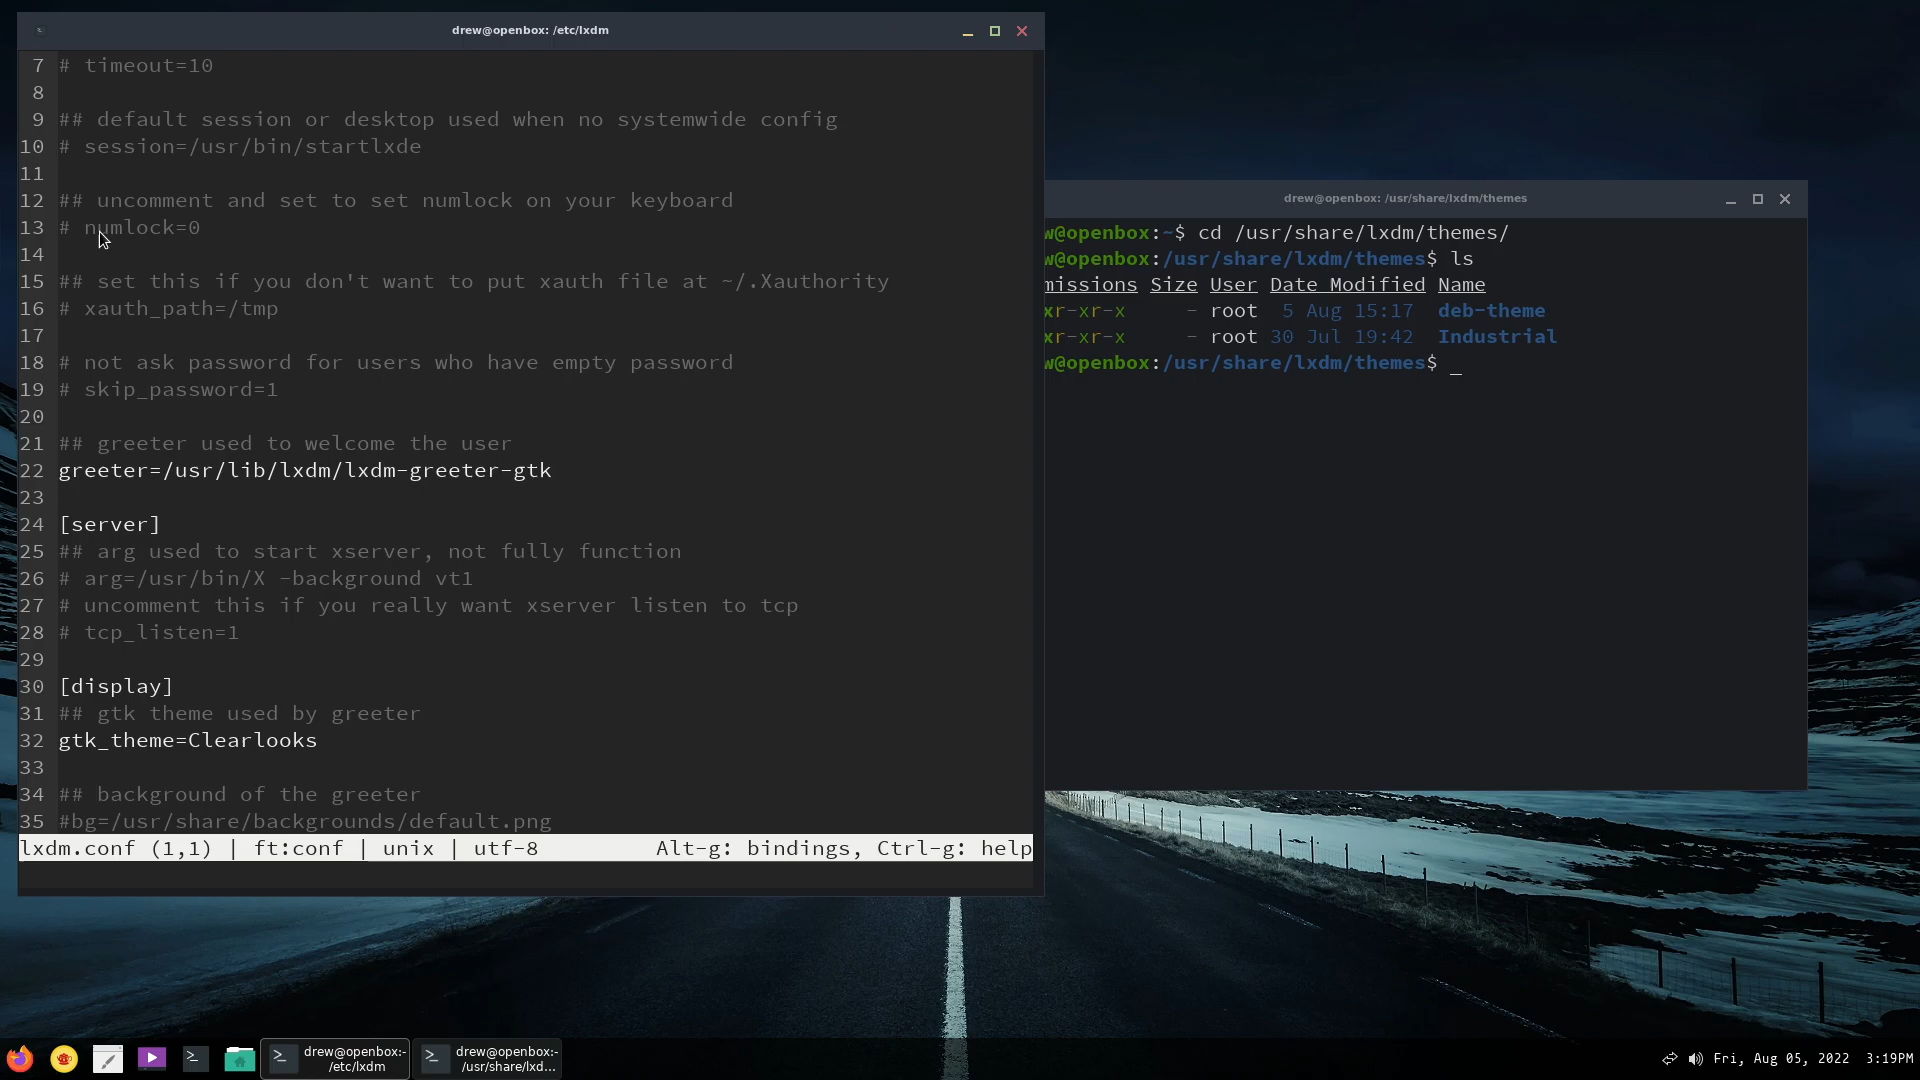 drew@openbox: /etc/lxdm
7 # timeout=10
8
9 ## default session or desktop used when no systemwide config
10 # session=/usr/bin/startlxde
11
12 ## uncomment and set to set numlock on your keyboard
13 # numlock=0
14
15 ## set this if you don't want to put xauth file at ~/.Xauthority
16 # xauth_path=/tmp
17
18 # not ask password for users who have empty password
19 # skip_password=1
20
21 ## greeter used to welcome the user
22 greeter=/usr/lib/lxdm/lxdm-greeter-gtk
23
24 [server]
25 ## arg used to start xserver, not fully function
26 # arg=/usr/bin/X -background vt1
27 # uncomment this if you really want xserver listen to tcp
28 # tcp_listen=1
29
30 [display]
31 ## gtk theme used by greeter
32 gtk_theme=Clearlooks
33
34 ## background of the greeter
35 #bg=/usr/share/backgrounds/default.png
lxdm.conf (1,1) | ft:conf | unix | utf-8 Alt-g: bindings, Ctrl-g: help
drew@openbox: /usr/share/lxdm/themes
w@openbox:~$ cd /usr/share/lxdm/themes/
w@openbox:/usr/share/lxdm/themes$ ls
missions Size User Date Modified Name
xr-xr-x - root 5 Aug 15:17 deb-theme
xr-xr-x - root 30 Jul 19:42 Industrial
w@openbox:/usr/share/lxdm/themes$ _
drew@openbox:-
/etc/lxdm
drew@openbox:-
/usr/share/lxd...
Fri, Aug 05, 2022 3:19PM